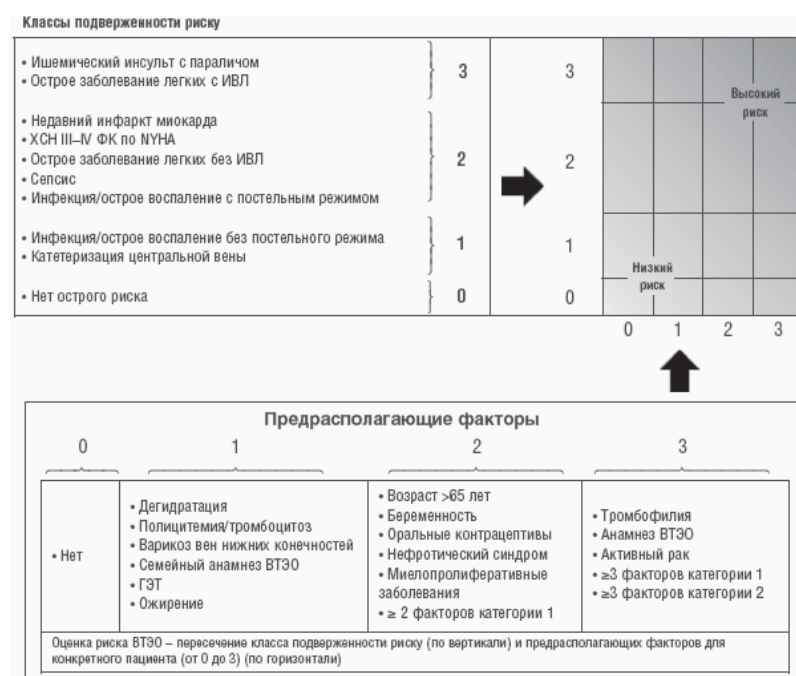 Классы подверженности риску
• Ишемический инсульт с параличом
• Острое заболевание легких с ИВЛ
3
3
• Недавний инфаркт миокарда
• ХСН III–IV ФК по NYHA
• Острое заболевание легких без ИВЛ
• Сепсис
• Инфекция/острое воспаление с постельным режимом
2
2
• Инфекция/острое воспаление без постельного режима
• Катетеризация центральной вены
1
1
• Нет острого риска
0
0
Высокий
риск
Низкий
риск
0 1 2 3
Предрасполагающие факторы
0 1 2 3
• Нет
• Дегидратация
• Полицитемия/тромбоцитоз
• Варикоз вен нижних конечностей
• Семейный анамнез ВТЭО
• ГЭТ
• Ожирение
• Возраст >65 лет
• Беременность
• Оральные контрацептивы
• Нефротический синдром
• Миелопролиферативные
заболевания
• ≥ 2 факторов категории 1
• Тромбофилия
• Анамнез ВТЭО
• Активный рак
• ≥3 факторов категории 1
• ≥3 факторов категории 2
Оценка риска ВТЭО – пересечение класса подверженности риску (по вертикали) и предрасполагающих факторов для
конкретного пациента (от 0 до 3) (по горизонтали)